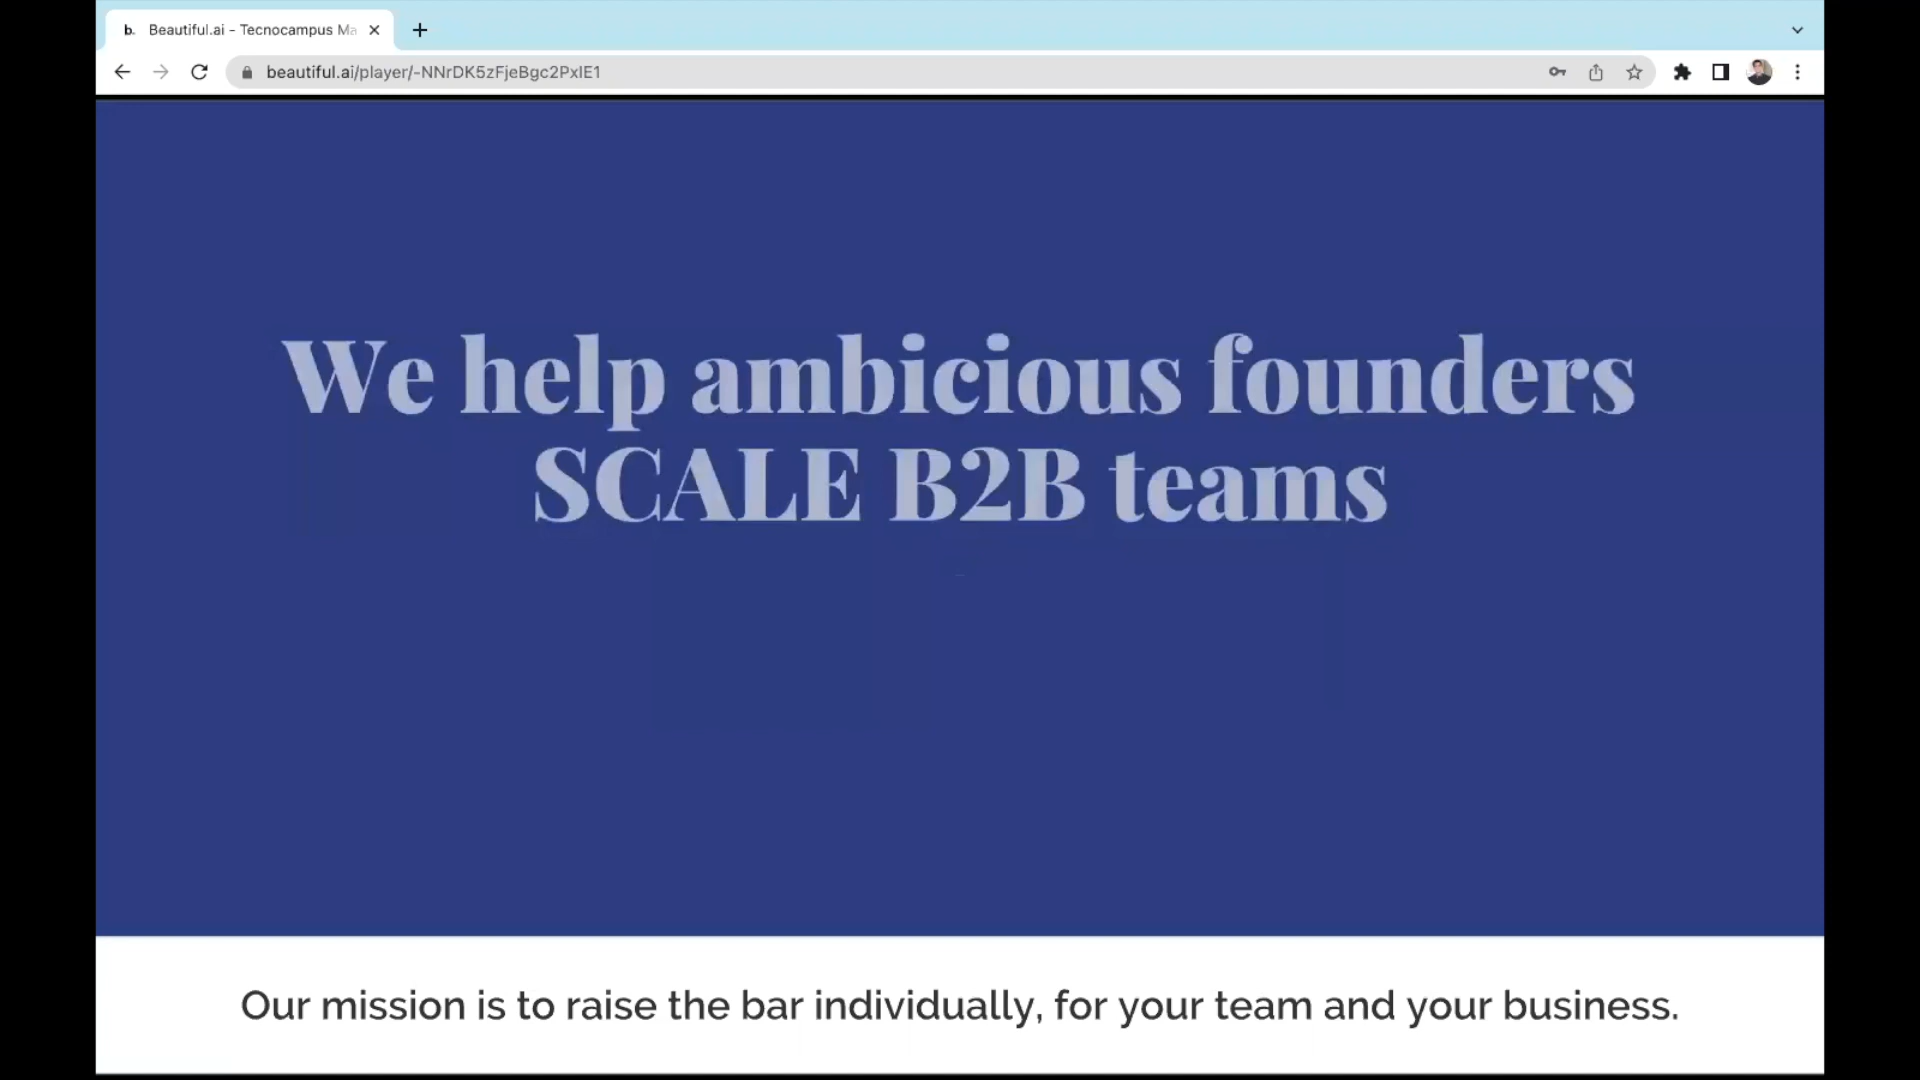 b. Beautiful.ai - Tecnocampus Ma
beautiful.ai/player/-NNrDK5zFjeBgc2PxIE1
We help ambicious founders
SCALE B2B teams
Our mission is to raise the bar individually, for your team and your business.